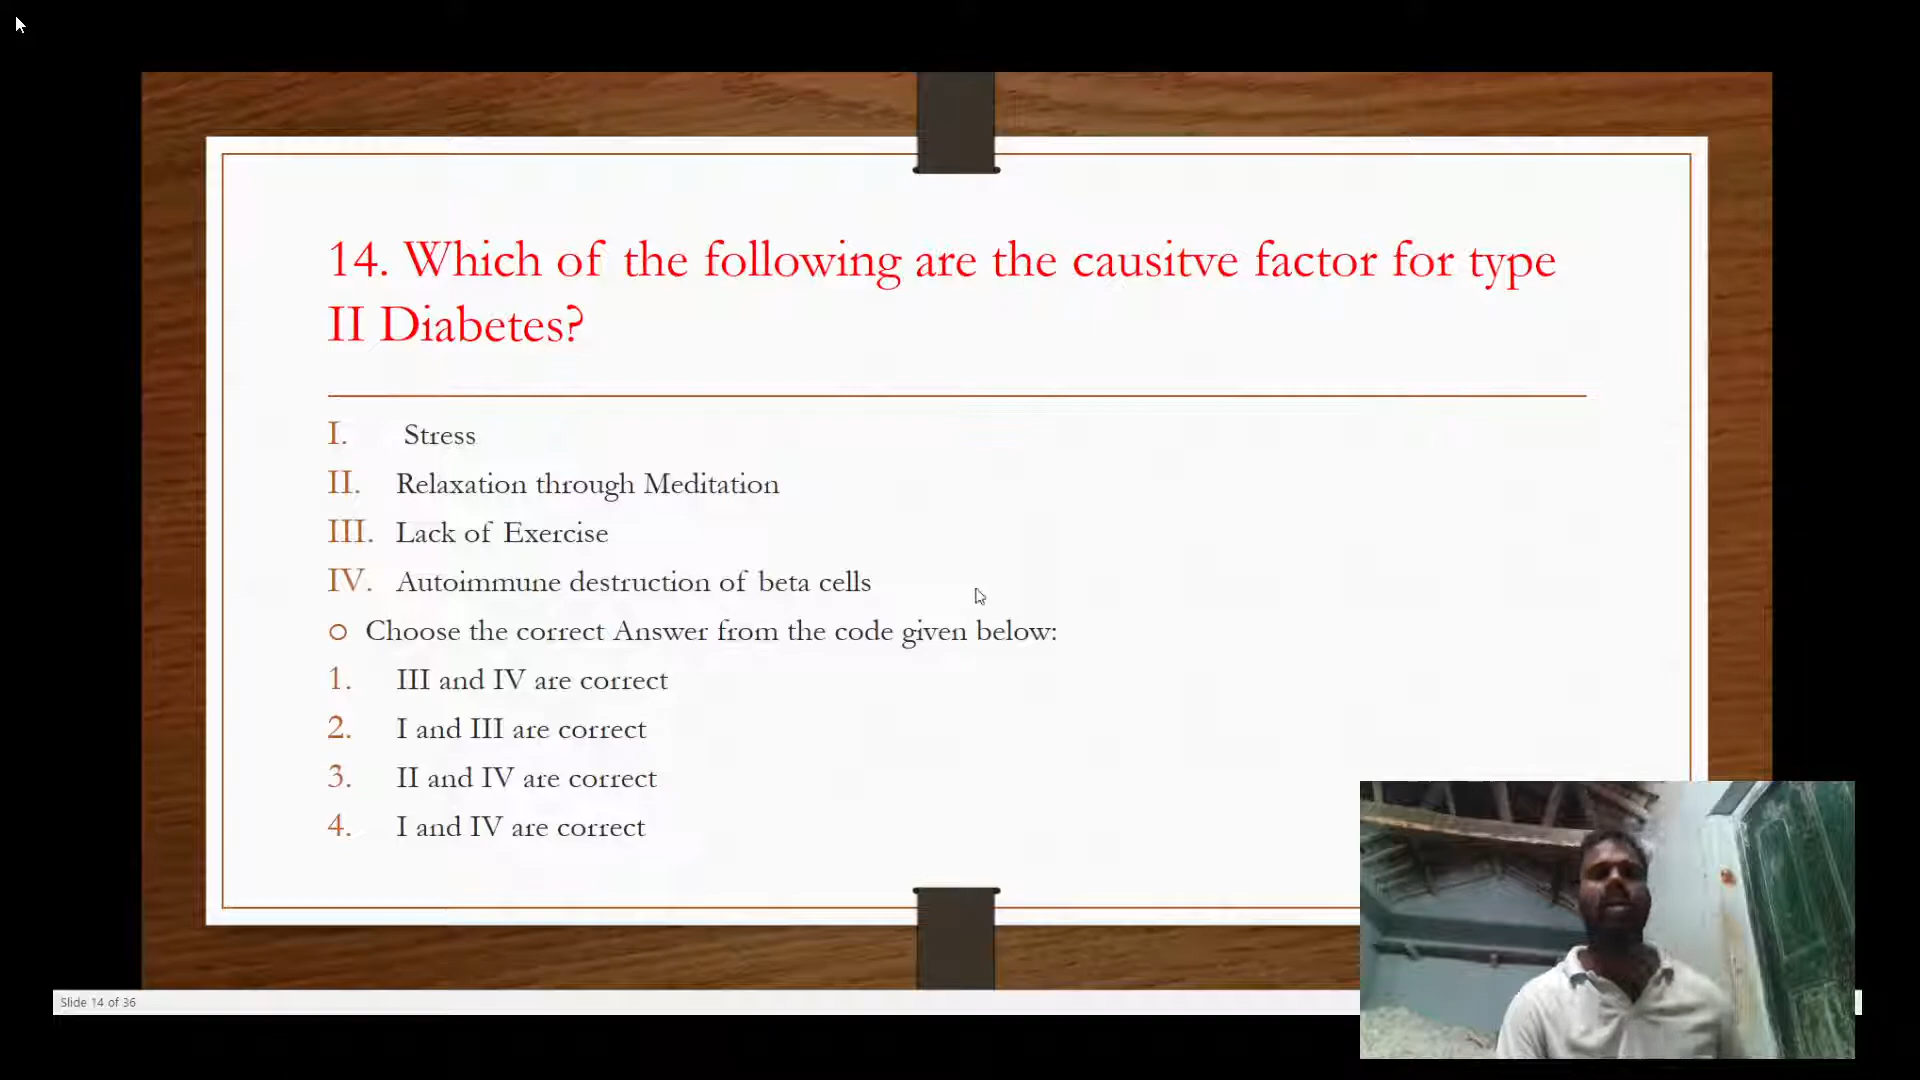 14. Which of the following are the causitve factor for type
II Diabetes?
I. Stress
II. Relaxation through Meditation
III. Lack of Exercise
IV. Autoimmune destruction of beta cells
Choose the correct Answer from the code given below:
1. III and IV are correct
2. I and III are correct
3. II and IV are correct
4. I and IV are correct
Slide 14 of 36